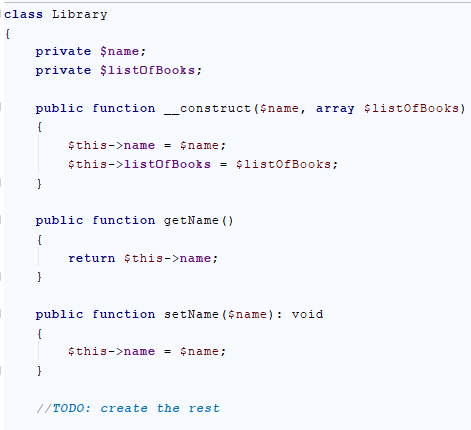 class Library
{
    private $name;
    private $listOfBooks;

    public function __construct($name, array $listOfBooks)
    {
        $this->name = $name;
        $this->listOfBooks = $listOfBooks;
    }

    public function getName()
    {
        return $this->name;
    }

    public function setName($name): void
    {
        $this->name = $name;
    }

    //TODO: create the rest